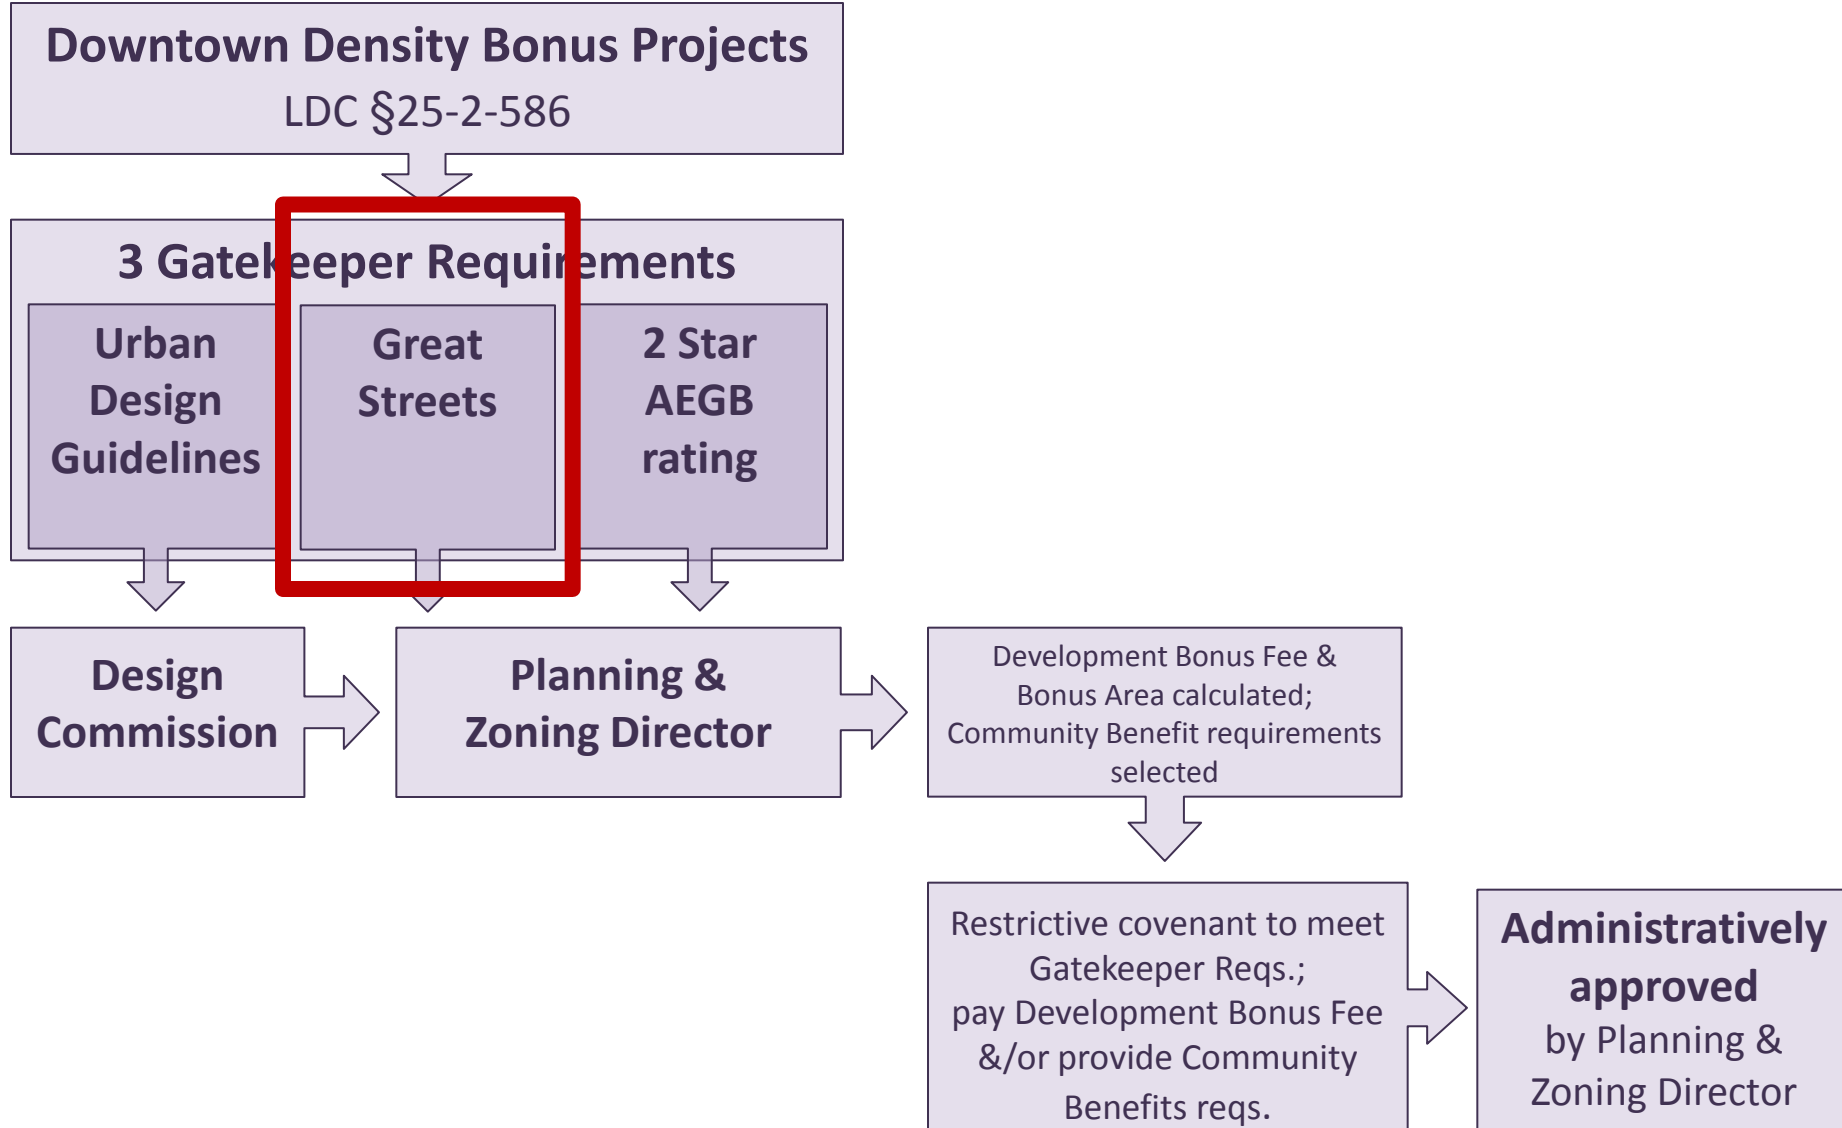 Downtown Density Bonus Projects
LDC §25-2-586
3 Gatekeeper Requirements
Urban
Design
Guidelines
Great
Streets
2 Star
AEGB
rating
Design
Commission
Planning &
Zoning Director
Development Bonus Fee &
Bonus Area calculated;
Community Benefit requirements
selected
Restrictive covenant to meet
Gatekeeper Reqs.;
pay Development Bonus Fee
&/or provide Community
Benefits reqs.
Administratively
approved
by Planning &
Zoning Director